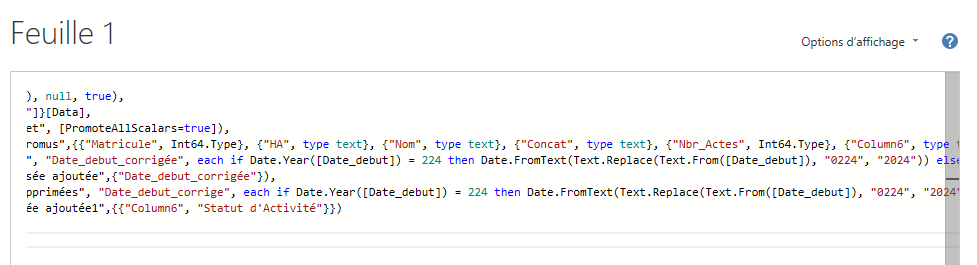 Feuille 1
Options d'affichage
?
), null, true),
"]}[Data],
et", [PromoteAllScalars=true]),
romus",{{"Matricule", Int64.Type}, {"HA", type text}, {"Nom", type text}, {"Concat", type text}, {"Nbr_Actes", Int64.Type}, {"Column6", type t
", "Date_debut_corrigée", each if Date.Year([Date_debut]) = 224 then Date.FromText(Text.Replace(Text.From([Date_debut]), "0224", "2024")) else
sée ajoutée",{"Date_debut_corrigée"}),
pprimées", "Date_debut_corrige", each if Date.Year([Date_debut]) = 224 then Date.FromText(Text.Replace(Text.From([Date_debut]), "0224", "2024"
ée ajoutée1",{{"Column6", "Statut d'Activité"}})